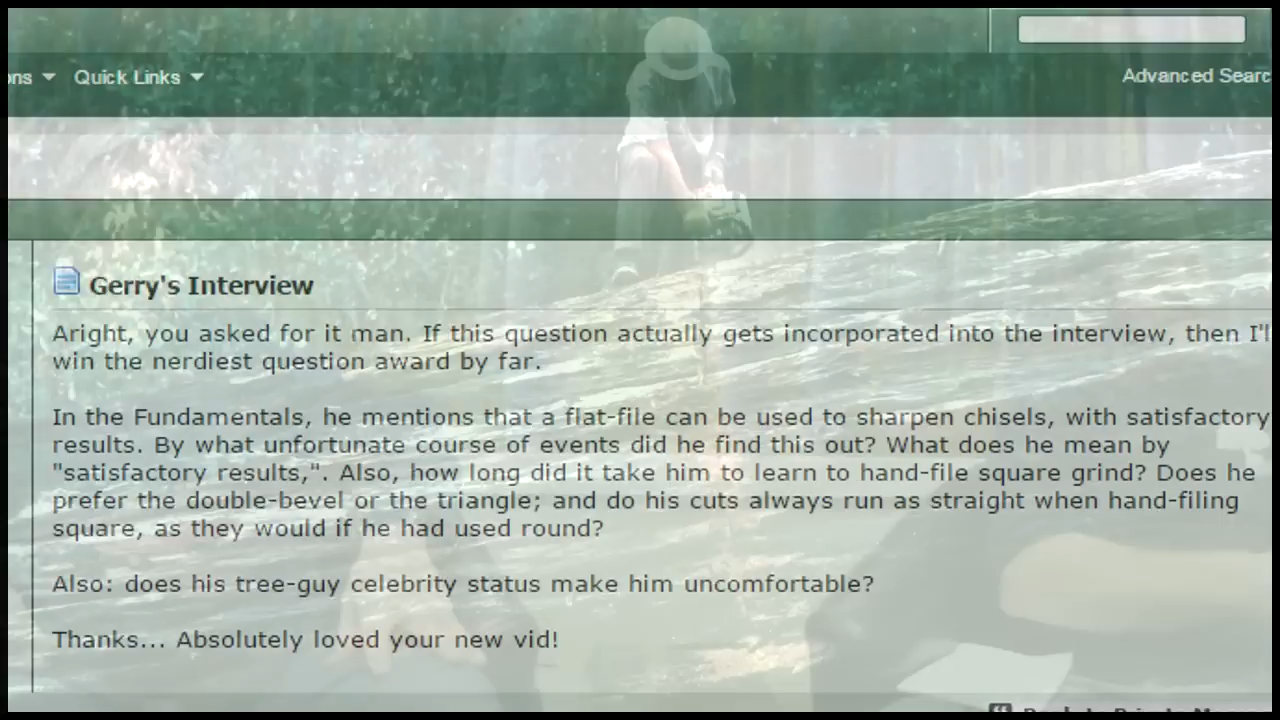 Quick Links
Advanced
Gerry's Interview
Aright, you asked for it man. If this question actually gets incorporated into the interview, then
win the nerdiest question award by far.
In the Fundamentals, he mentions that a flat-file can be used to sharpen chisels, with satisfactory
results. By what unfortunate course of events did he find this out? What does he mean by
"satisfactory results,". Also, how long did it take him to learn to hand-file square grind? Does he
prefer the double-bevel or the triangle; and do his cuts always run as straight when hand-filing
square, as they would if he had used round?
Also: does his tree-guy celebrity status make him uncomfortable?
Thanks... Absolutely loved your new vid!